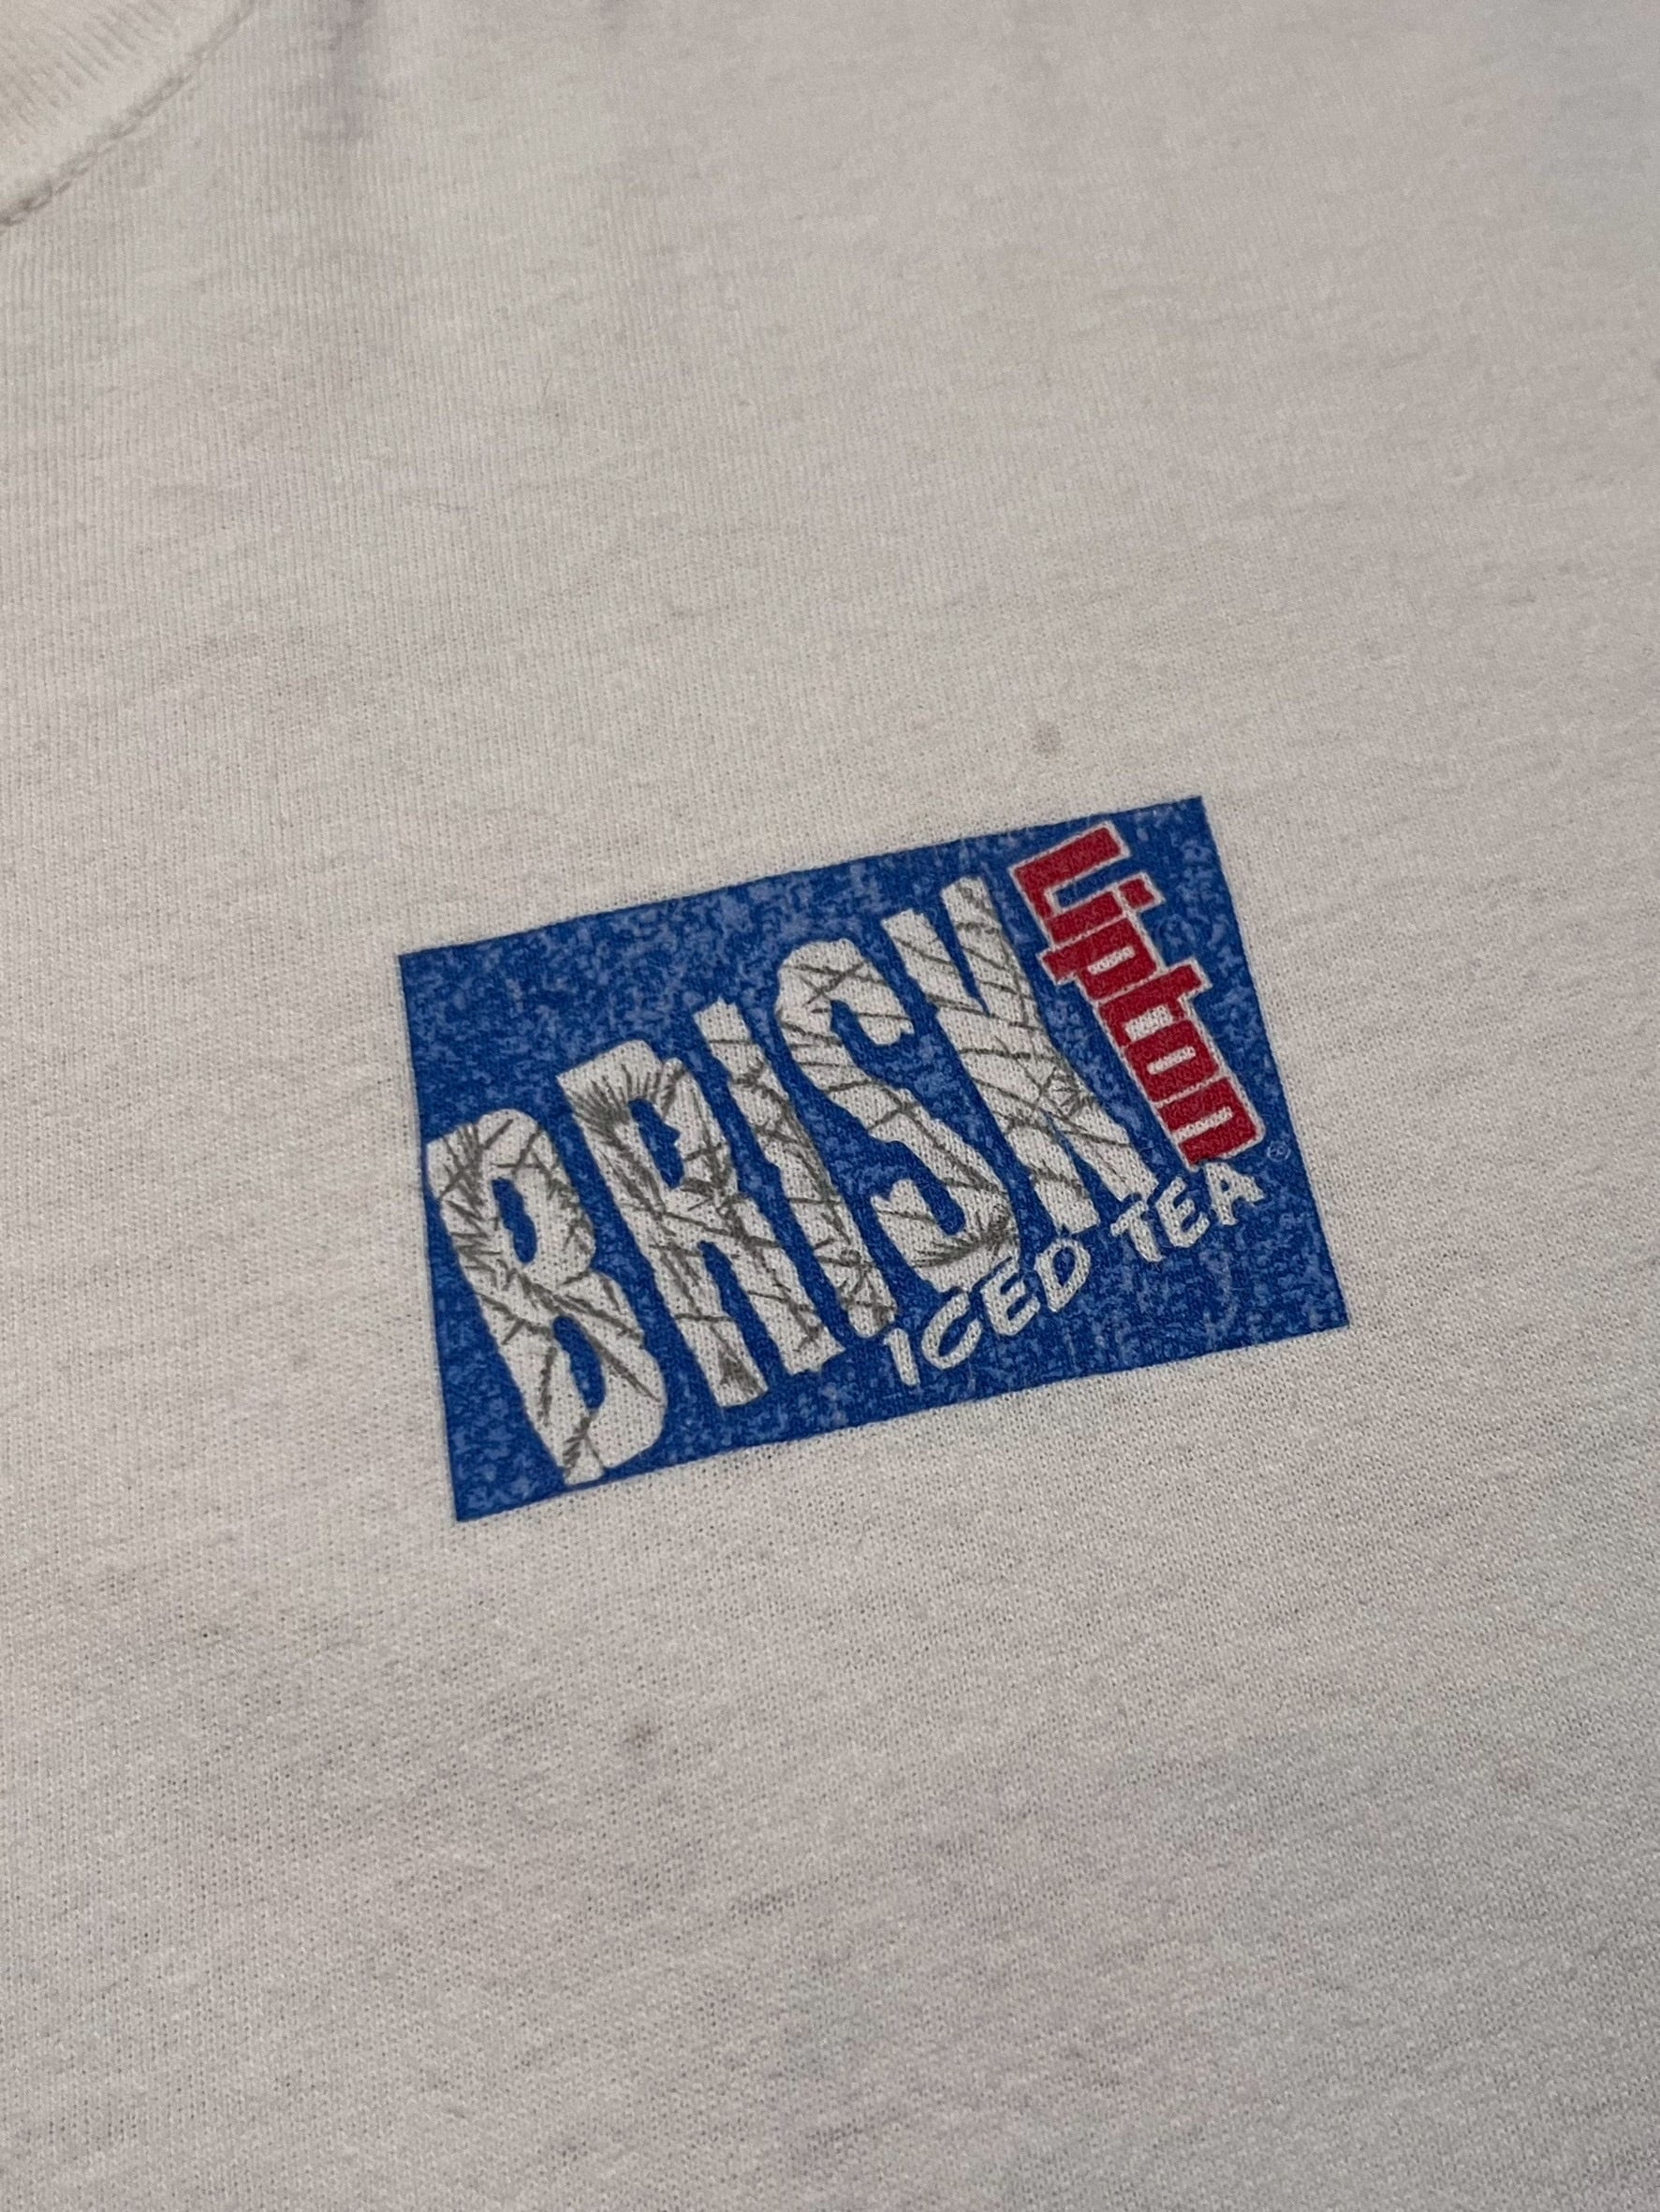 BRISK
Lipton®
ICED TEA